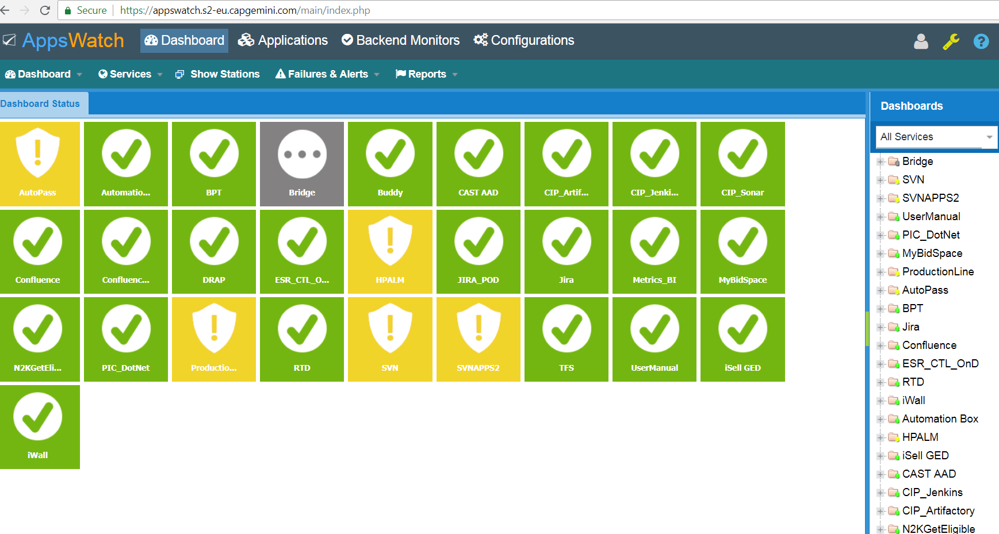 Secure https://appswatch.s2-eu.capgemini.com/main/index.php
AppsWatch Dashboard Applications Backend Monitors Configurations
Dashboard Services Show Stations Failures & Alerts Reports
Dashboard Status
AutoPass Automatio... BPT Bridge Buddy CAST AAD CIP_Artif... CIP_Jenki... CIP_Sonar
Confluence Confluenc... DRAP ESR_CTL_O... HPALM JIRA_POD Jira Metrics_BI MyBidSpace
N2KGetEli... PIC_DotNet Productio... RTD SVN SVNAPPS2 TFS UserManual iSell GED
iWall
Dashboards
All Services
Bridge
SVN
SVNAPPS2
UserManual
PIC_DotNet
MyBidSpace
ProductionLine
AutoPass
BPT
Jira
Confluence
ESR_CTL_OnD
RTD
iWall
Automation Box
HPALM
iSell GED
CAST AAD
CIP_Jenkins
CIP_Artifactory
N2KGetEligible